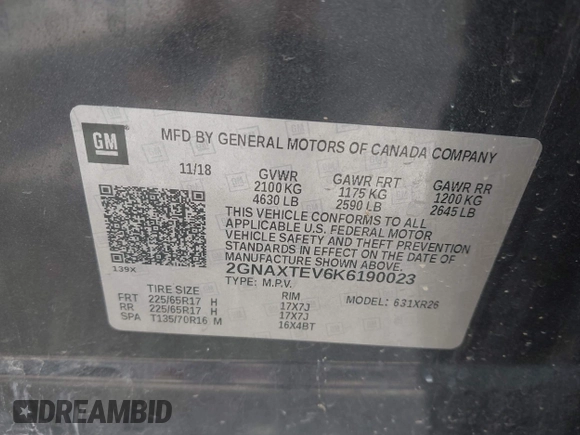 GM
MFD BY GENERAL MOTORS OF CANADA COMPANY
11/18 GVWR GAWR FRT GAWR RR
2100 KG 1175 KG 1200 KG
4630 LB 2590 LB 2645 LB
THIS VEHICLE CONFORMS TO ALL
APPLICABLE U.S. FEDERAL MOTOR
VEHICLE SAFETY AND THEFT PREVENTION
STANDARDS IN EFFECT ON THE DATE OF
MANUFACTURE SHOWN ABOVE.
139X 2GNAXTEV6K6190023
TYPE: M.P.V. MODEL: 631XR26
TIRE SIZE RIM
FRT 225/65R17 H 17X7J
RR 225/65R17 H 17X7J
SPA T135/70R16 M 16X4BT
DREAMBID